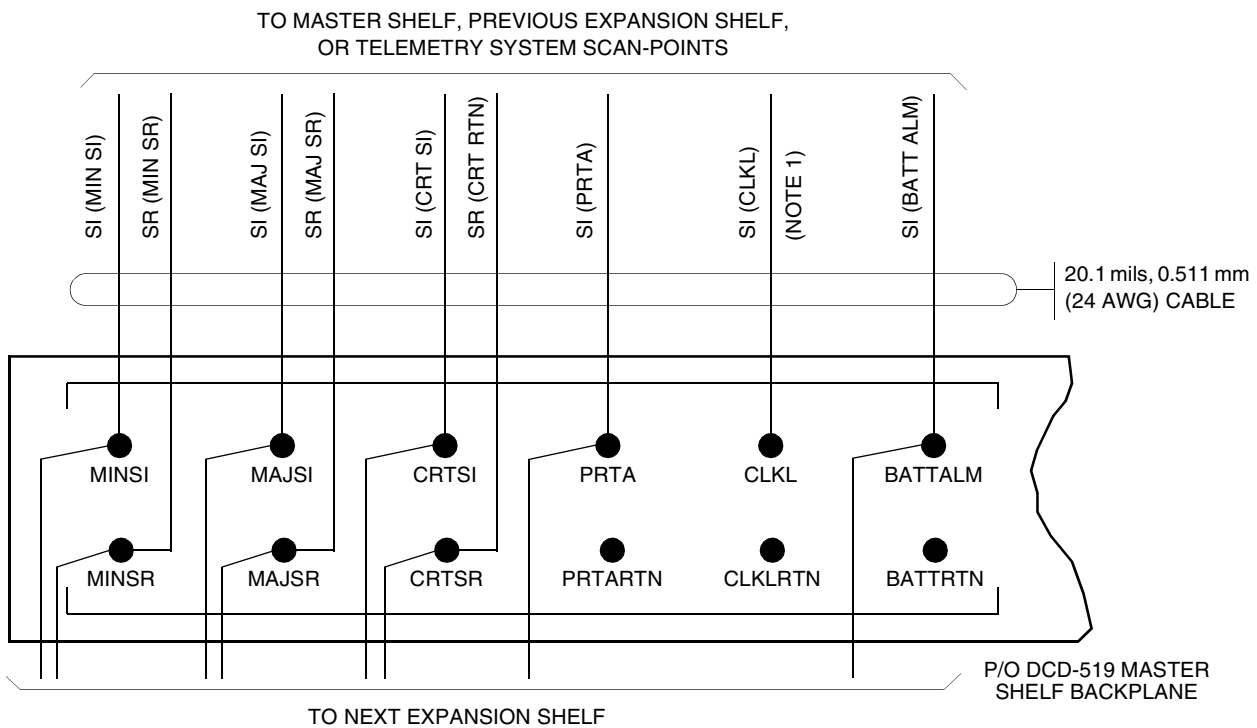 TO MASTER SHELF, PREVIOUS EXPANSION SHELF,
OR TELEMETRY SYSTEM SCAN-POINTS
SI (MIN SI)
SR (MIN SR)
SI (MAJ SI)
SR (MAJ SR)
SI (CRT SI)
SR (CRT RTN)
SI (PRTA)
SI (CLKL)
(NOTE 1)
SI (BATT ALM)
20.1 mils, 0.511 mm
(24 AWG) CABLE
MINSI
MAJSI
CRTSI
PRTA
CLKL
BATTALM
MINSR
MAJSR
CRTSR
PRTARTN
CLKLRTN
BATTRTN
P/O DCD-519 MASTER
SHELF BACKPLANE
TO NEXT EXPANSION SHELF